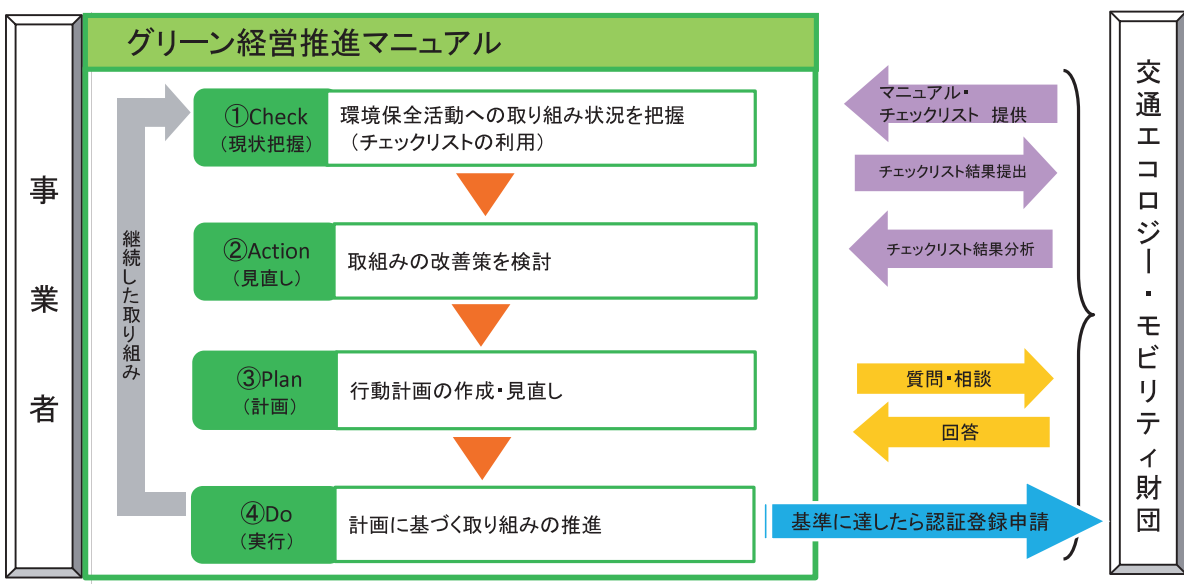 事業者
グリーン経営推進マニュアル
継続した取り組み
①Check
(現状把握)
環境保全活動への取り組み状況を把握
(チェックリストの利用)
②Action
(見直し)
取組みの改善策を検討
③Plan
(計画)
行動計画の作成・見直し
④Do
(実行)
計画に基づく取り組みの推進
マニュアル・
チェックリスト 提供
チェックリスト結果提出
チェックリスト結果分析
質問・相談
回答
基準に達したら認証登録申請
交通エコロジー・モビリティ財団